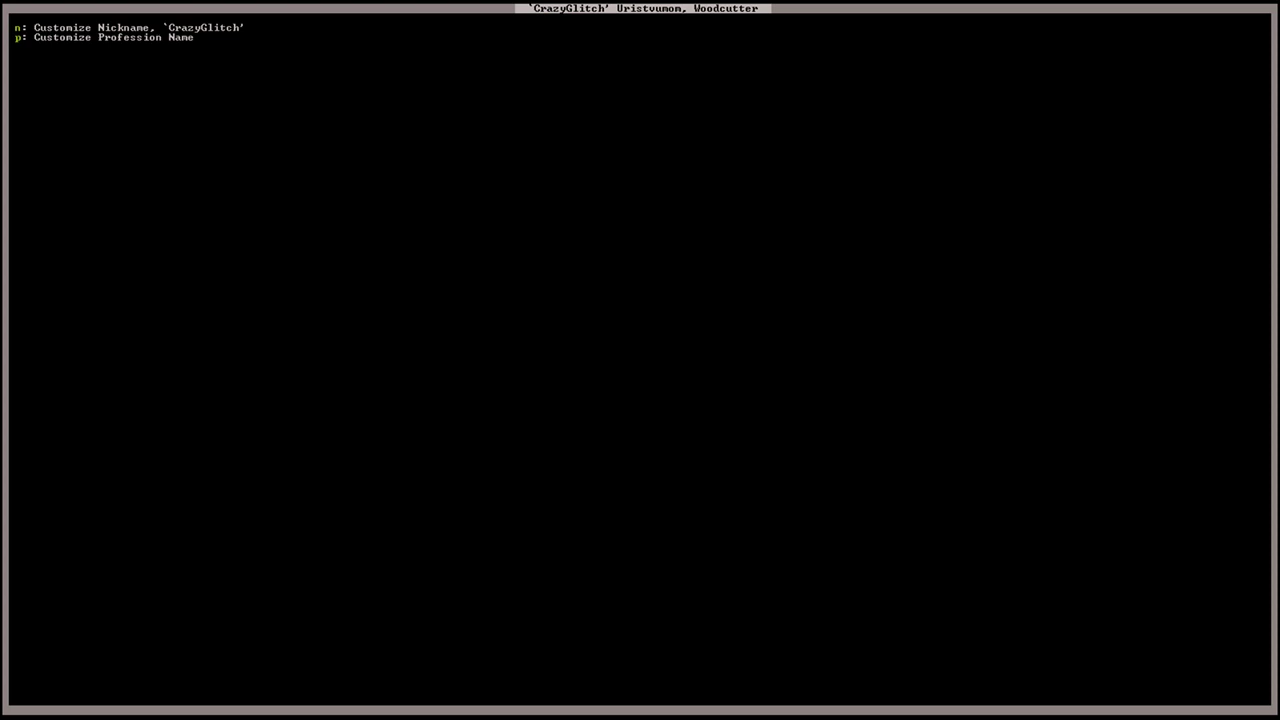 `CrazyGlitch' Uristvumom, Woodcutter
n: Customize Nickname, `CrazyGlitch'
p: Customize Profession Name